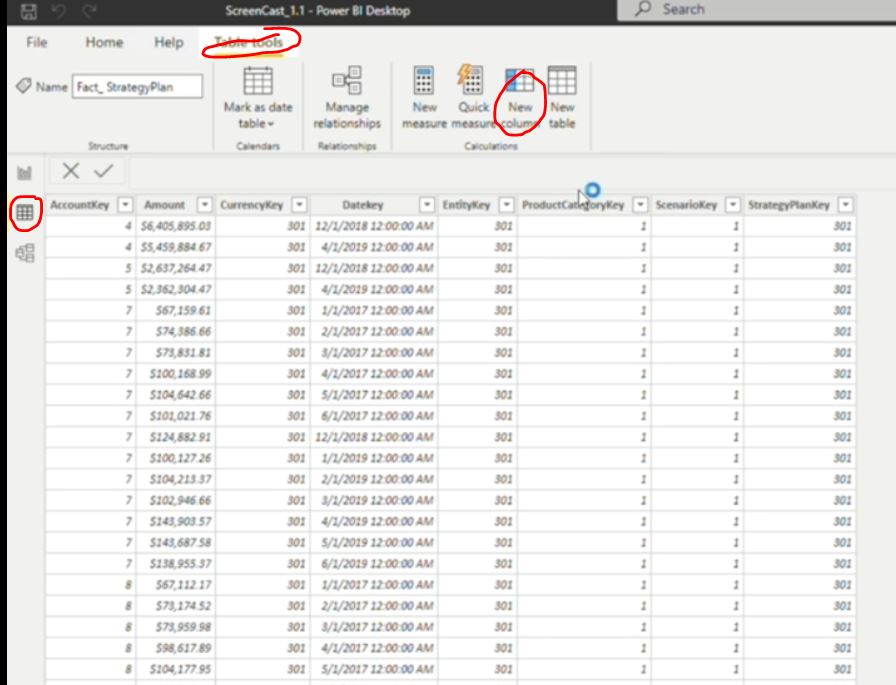 ScreenCast_1.1 - Power BI Desktop
Search
File Home Help Table tools
Name Fact_ StrategyPlan
Mark as date table
Manage relationships
New measure
Quick measure
New column
New table
Structure
Calendars
Relationships
Calculations
AccountKey Amount CurrencyKey Datekey EntityKey ProductCategoryKey ScenarioKey StrategyPlanKey
4 $6,405,895.03 301 12/1/2018 12:00:00 AM 301 1 1 301
4 $5,459,884.67 301 4/1/2019 12:00:00 AM 301 1 1 301
5 $2,637,264.47 301 12/1/2018 12:00:00 AM 301 1 1 301
5 $2,362,304.47 301 4/1/2019 12:00:00 AM 301 1 1 301
7 $67,159.61 301 1/1/2017 12:00:00 AM 301 1 1 301
7 $74,386.66 301 2/1/2017 12:00:00 AM 301 1 1 301
7 $73,831.81 301 3/1/2017 12:00:00 AM 301 1 1 301
7 $100,168.99 301 4/1/2017 12:00:00 AM 301 1 1 301
7 $104,642.66 301 5/1/2017 12:00:00 AM 301 1 1 301
7 $101,021.76 301 6/1/2017 12:00:00 AM 301 1 1 301
7 $124,882.91 301 12/1/2018 12:00:00 AM 301 1 1 301
7 $100,127.26 301 1/1/2019 12:00:00 AM 301 1 1 301
7 $104,213.37 301 2/1/2019 12:00:00 AM 301 1 1 301
7 $102,946.66 301 3/1/2019 12:00:00 AM 301 1 1 301
7 $143,903.57 301 4/1/2019 12:00:00 AM 301 1 1 301
7 $143,687.58 301 5/1/2019 12:00:00 AM 301 1 1 301
7 $138,955.37 301 6/1/2019 12:00:00 AM 301 1 1 301
8 $67,112.17 301 1/1/2017 12:00:00 AM 301 1 1 301
8 $73,174.52 301 2/1/2017 12:00:00 AM 301 1 1 301
8 $73,959.98 301 3/1/2017 12:00:00 AM 301 1 1 301
8 $98,617.89 301 4/1/2017 12:00:00 AM 301 1 1 301
8 $104,177.95 301 5/1/2017 12:00:00 AM 301 1 1 301